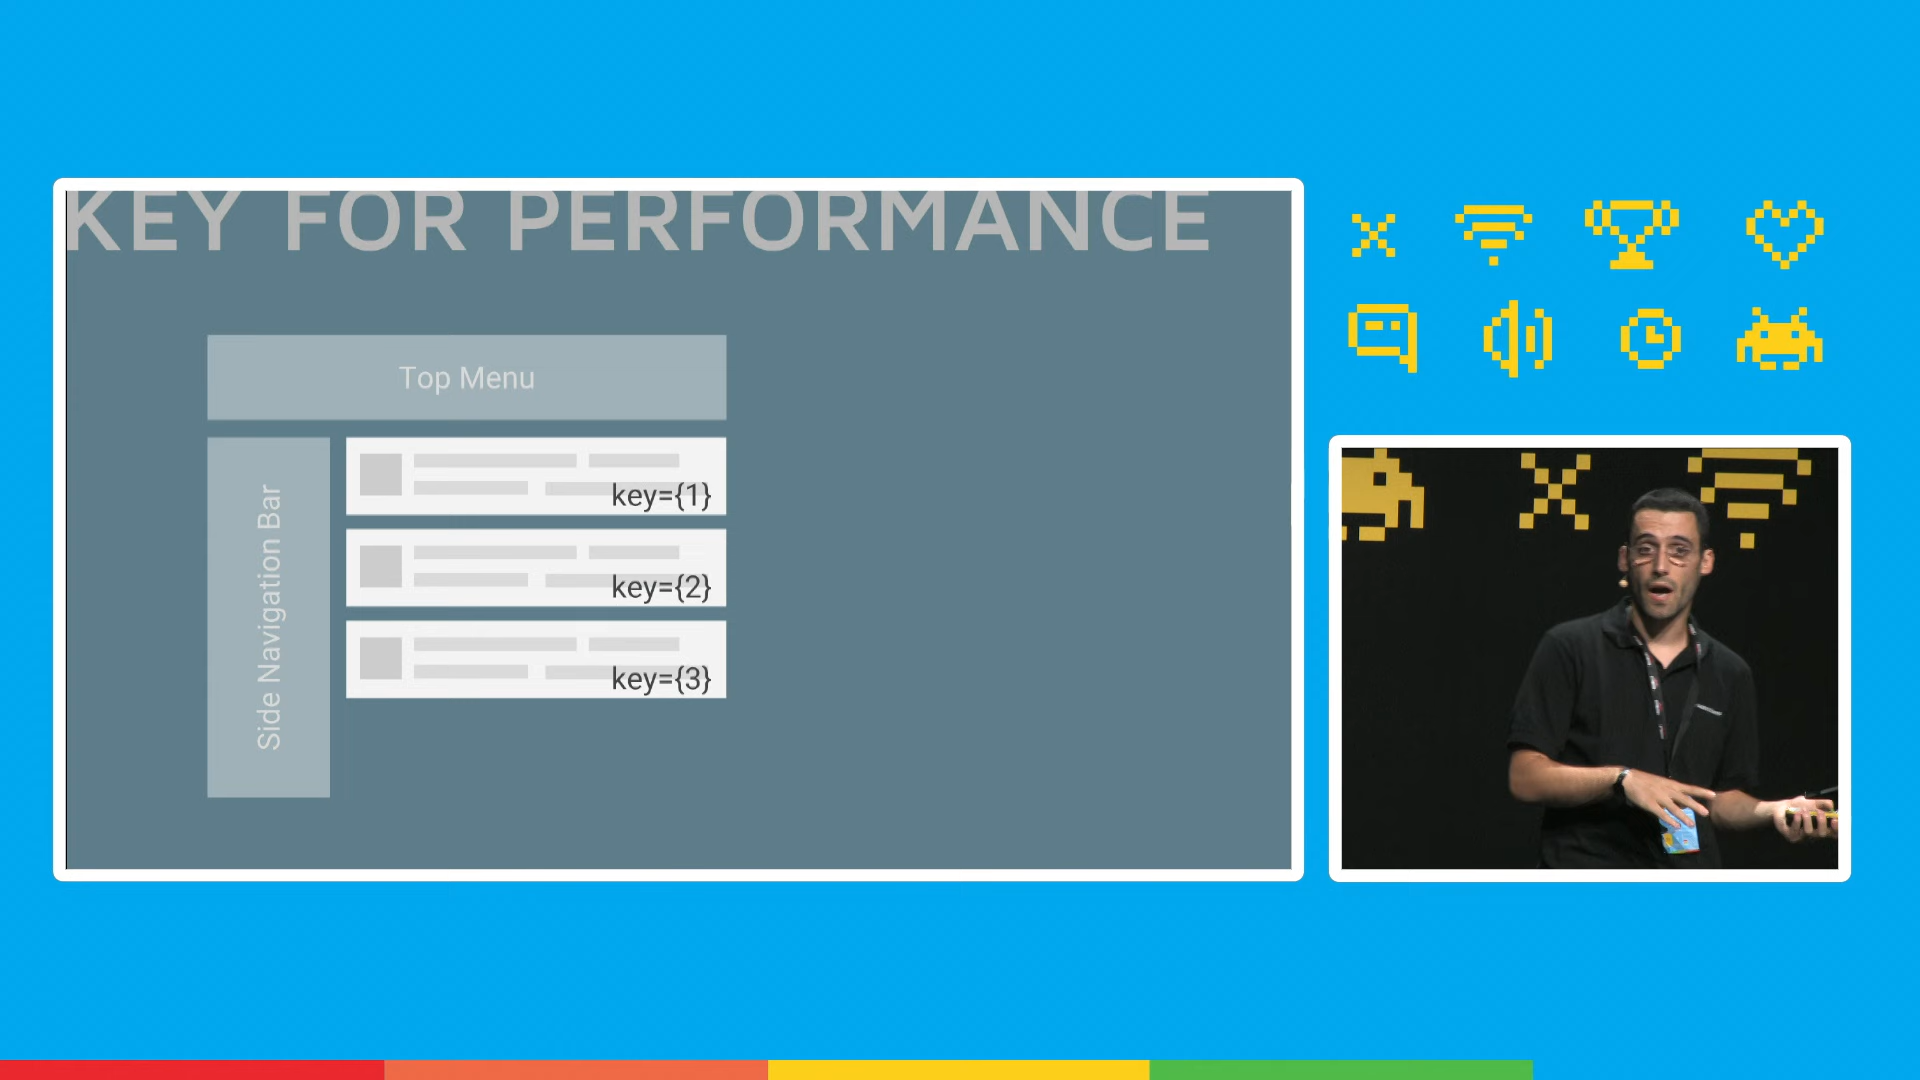 KEY FOR PERFORMANCE
Top Menu
Side Navigation Bar
key={1}
key={2}
key={3}